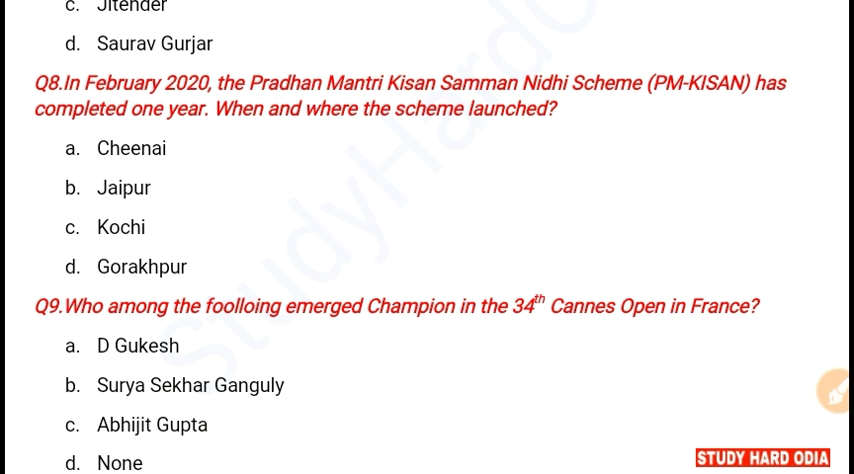 c. Jitender
d. Saurav Gurjar
Q8.In February 2020, the Pradhan Mantri Kisan Samman Nidhi Scheme (PM-KISAN) has
completed one year. When and where the scheme launched?
a. Cheenai
b. Jaipur
c. Kochi
d. Gorakhpur
Q9.Who among the foolloing emerged Champion in the 34th Cannes Open in France?
a. D Gukesh
b. Surya Sekhar Ganguly
c. Abhijit Gupta
d. None
STUDY HARD ODIA